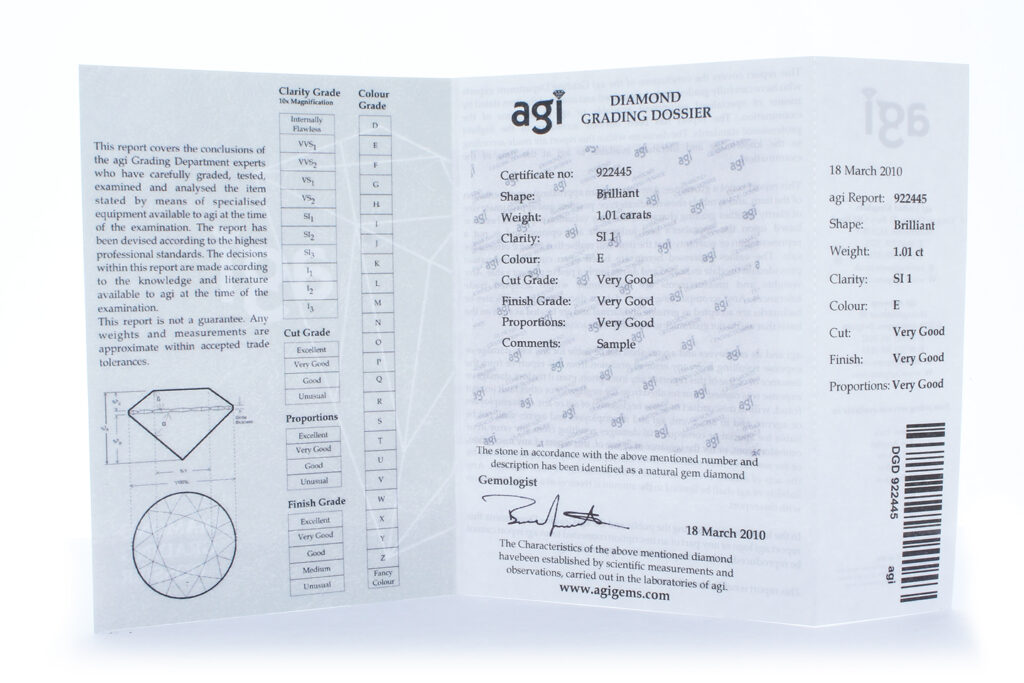 This report covers the conclusions of
the agi Grading Department experts
who have carefully graded, tested,
examined and analysed the item
stated by means of specialised
equipment available to agi at the time
of the examination. The report has
been devised according to the highest
professional standards. The decisions
within this report are made according
to the knowledge and literature
available to agi at the time of the
examination.
This report is not a guarantee. Any
weights and measurements are
approximate within accepted trade
tolerances.
Clarity Grade
10x Magnification
Internally
Flawless
VVS1
VVS2
VS1
VS2
SI1
SI2
SI3
I1
I2
I3
Cut Grade
Excellent
Very Good
Good
Unusual
Proportions
Excellent
Very Good
Good
Unusual
Finish Grade
Excellent
Very Good
Good
Medium
Unusual
Colour
Grade
D
E
F
G
H
I
J
K
L
M
N
O
P
Q
R
S
T
U
V
W
X
Y
Z
Fancy
Colour
agi
DIAMOND
GRADING DOSSIER
Certificate no: 922445
Shape: Brilliant
Weight: 1.01 carats
Clarity: SI 1
Colour: E
Cut Grade: Very Good
Finish Grade: Very Good
Proportions: Very Good
Comments: Sample
The stone in accordance with the above mentioned number and
description has been identified as a natural gem diamond
Gemologist
18 March 2010
The Characteristics of the above mentioned diamond
havebeen established by scientific measurements and
observations, carried out in the laboratories of agi.
www.agigems.com
18 March 2010
agi Report: 922445
Shape: Brilliant
Weight: 1.01 ct
Clarity: SI 1
Colour: E
Cut: Very Good
Finish: Very Good
Proportions: Very Good
DGD 922445
agi